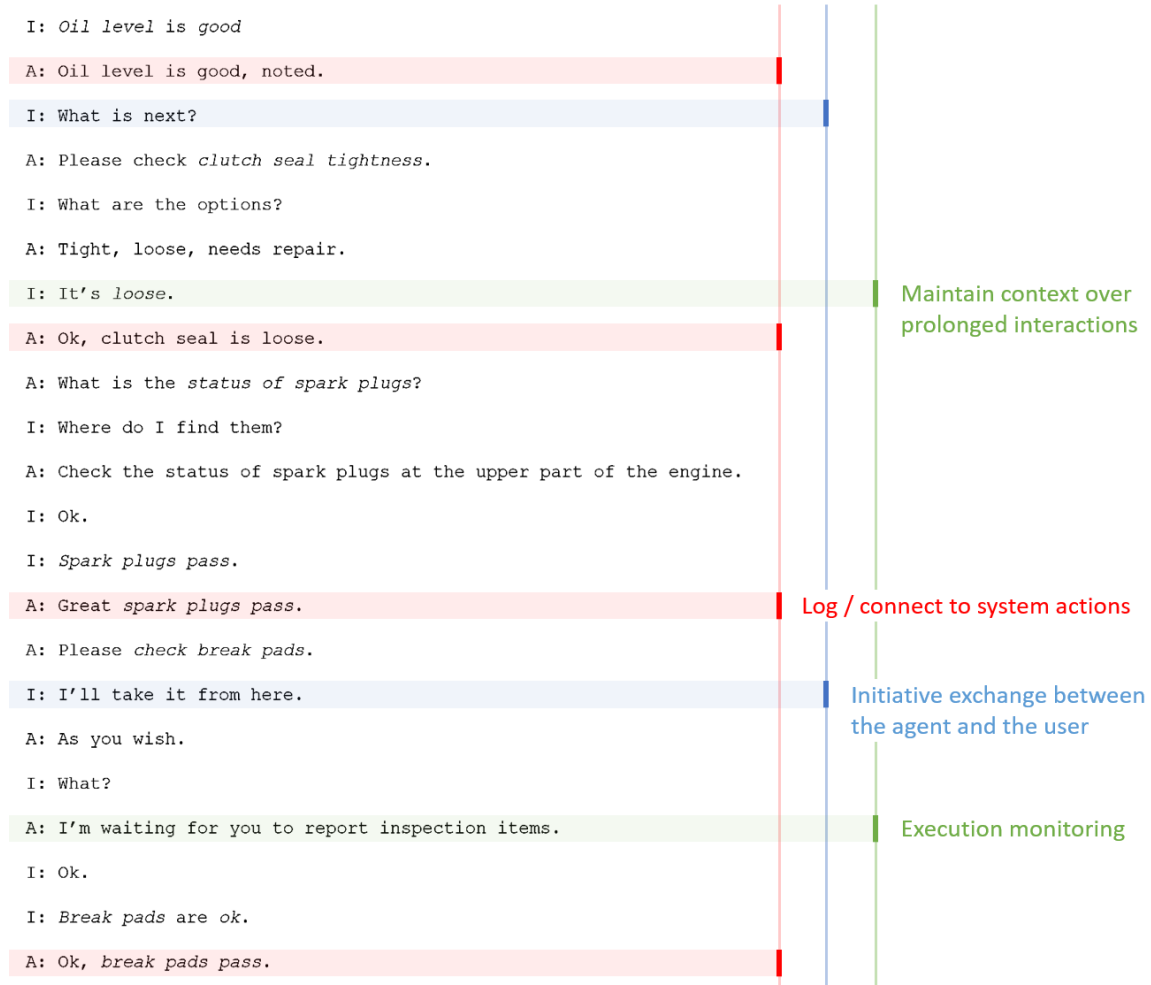 I: Oil level is good
A: Oil level is good, noted.
I: What is next?
A: Please check clutch seal tightness.
I: What are the options?
A: Tight, loose, needs repair.
I: It's loose.
Maintain context over
prolonged interactions
A: Ok, clutch seal is loose.
A: What is the status of spark plugs?
I: Where do I find them?
A: Check the status of spark plugs at the upper part of the engine.
I: Ok.
I: Spark plugs pass.
A: Great spark plugs pass.
Log / connect to system actions
A: Please check break pads.
I: I'll take it from here.
Initiative exchange between
the agent and the user
A: As you wish.
I: What?
A: I'm waiting for you to report inspection items.
Execution monitoring
I: Ok.
I: Break pads are ok.
A: Ok, break pads pass.